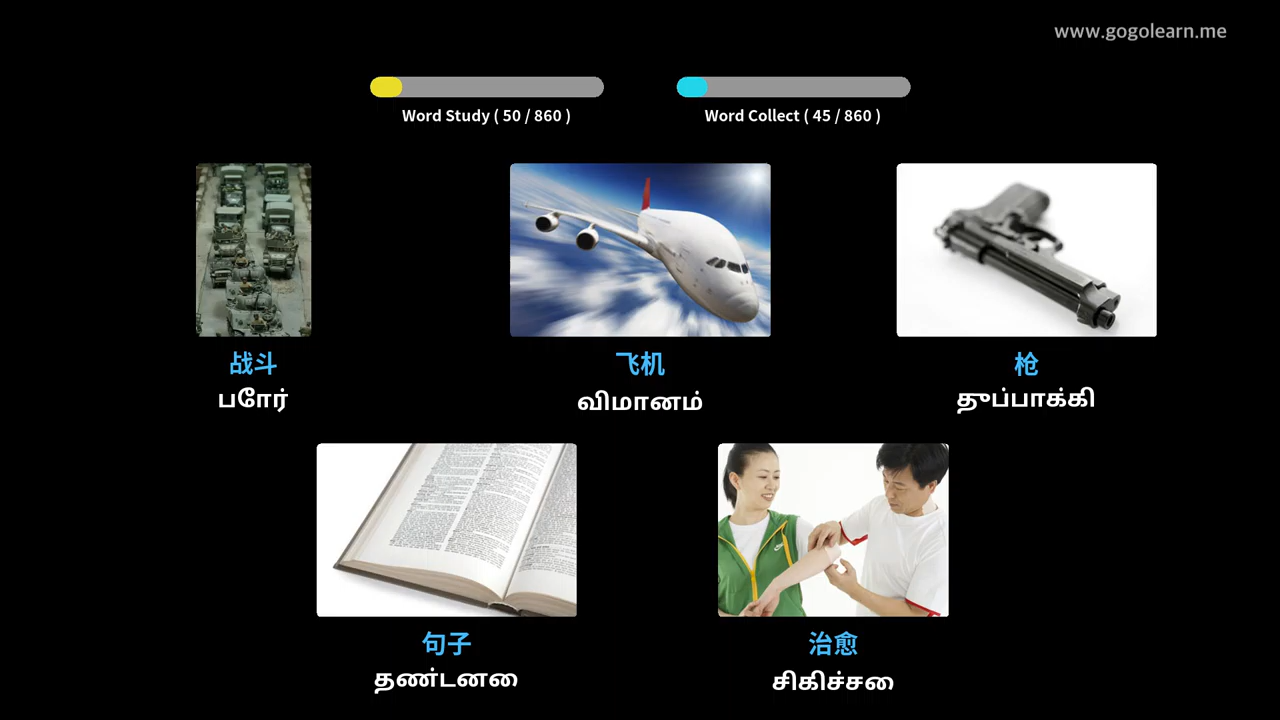 www.gogolearn.me
Word Study ( 50 / 860 )
Word Collect ( 45 / 860 )
战斗
போர்
飞机
விமானம்
枪
துப்பாக்கி
句子
தண்டனை
治愈
சிகிச்சை